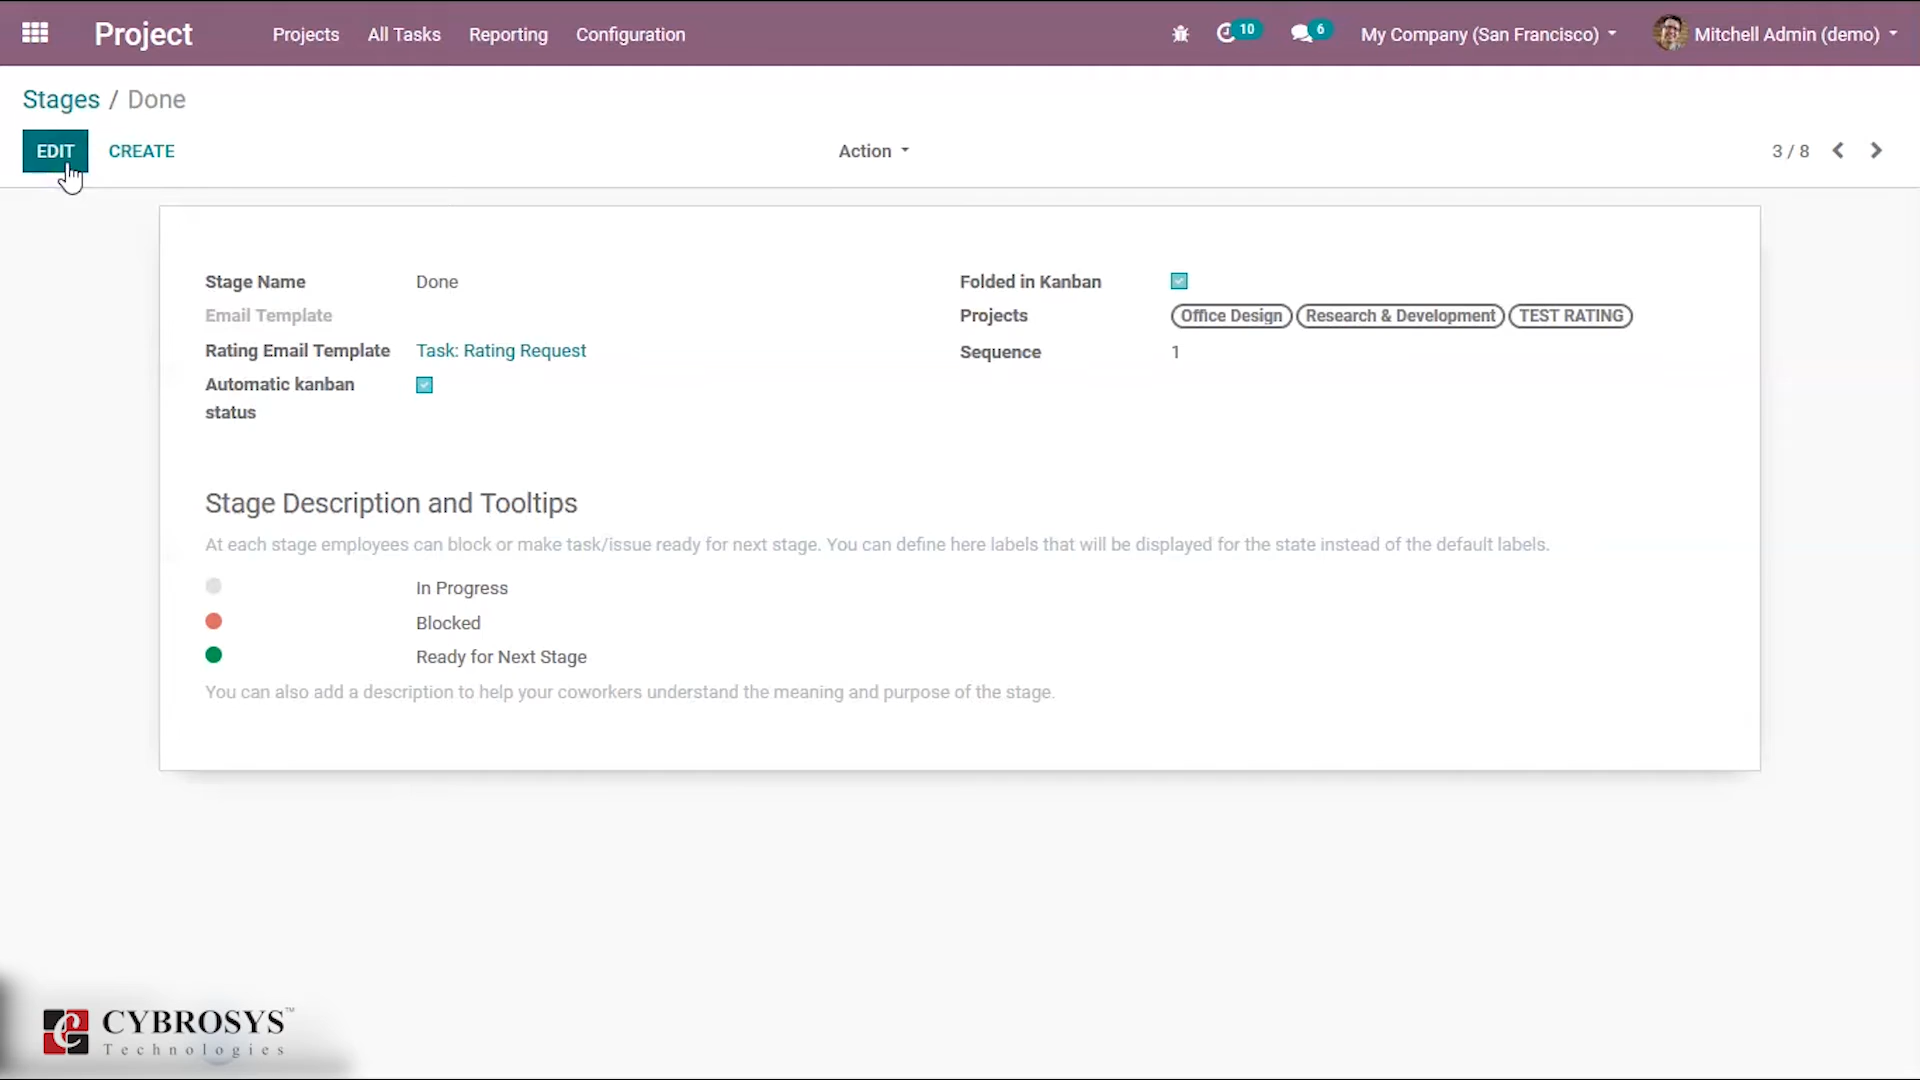 Project Projects All Tasks Reporting Configuration 10 6 My Company (San Francisco) Mitchell Admin (demo)
Stages / Done
EDIT CREATE Action 3 / 8
Stage Name Done Folded in Kanban
Email Template Projects Office Design Research & Development TEST RATING
Rating Email Template Task: Rating Request Sequence 1
Automatic kanban
status
Stage Description and Tooltips
At each stage employees can block or make task/issue ready for next stage. You can define here labels that will be displayed for the state instead of the default labels.
In Progress
Blocked
Ready for Next Stage
You can also add a description to help your coworkers understand the meaning and purpose of the stage.
CYBROSYS™
Technologies